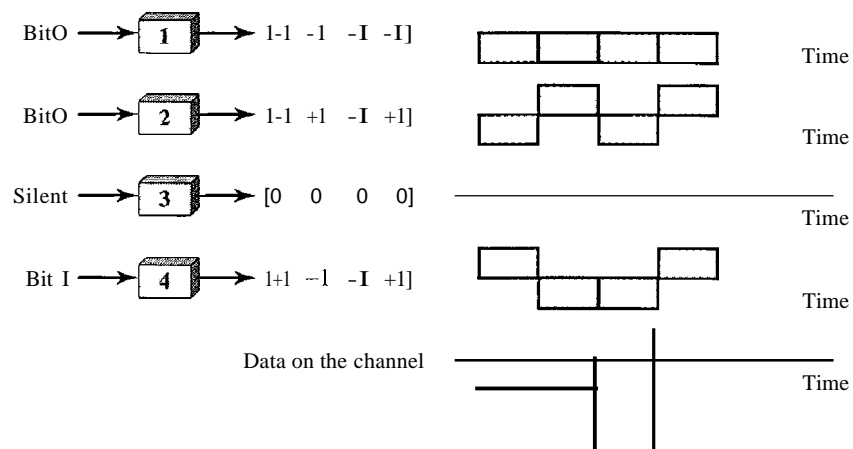 BitO 1 1-1 -1 -I -I]
Time
BitO 2 1-1 +1 -I +1]
Time
Silent 3 [0 0 0 0]
Time
Bit I 4 1+1 -1 -I +1]
Time
Data on the channel
Time